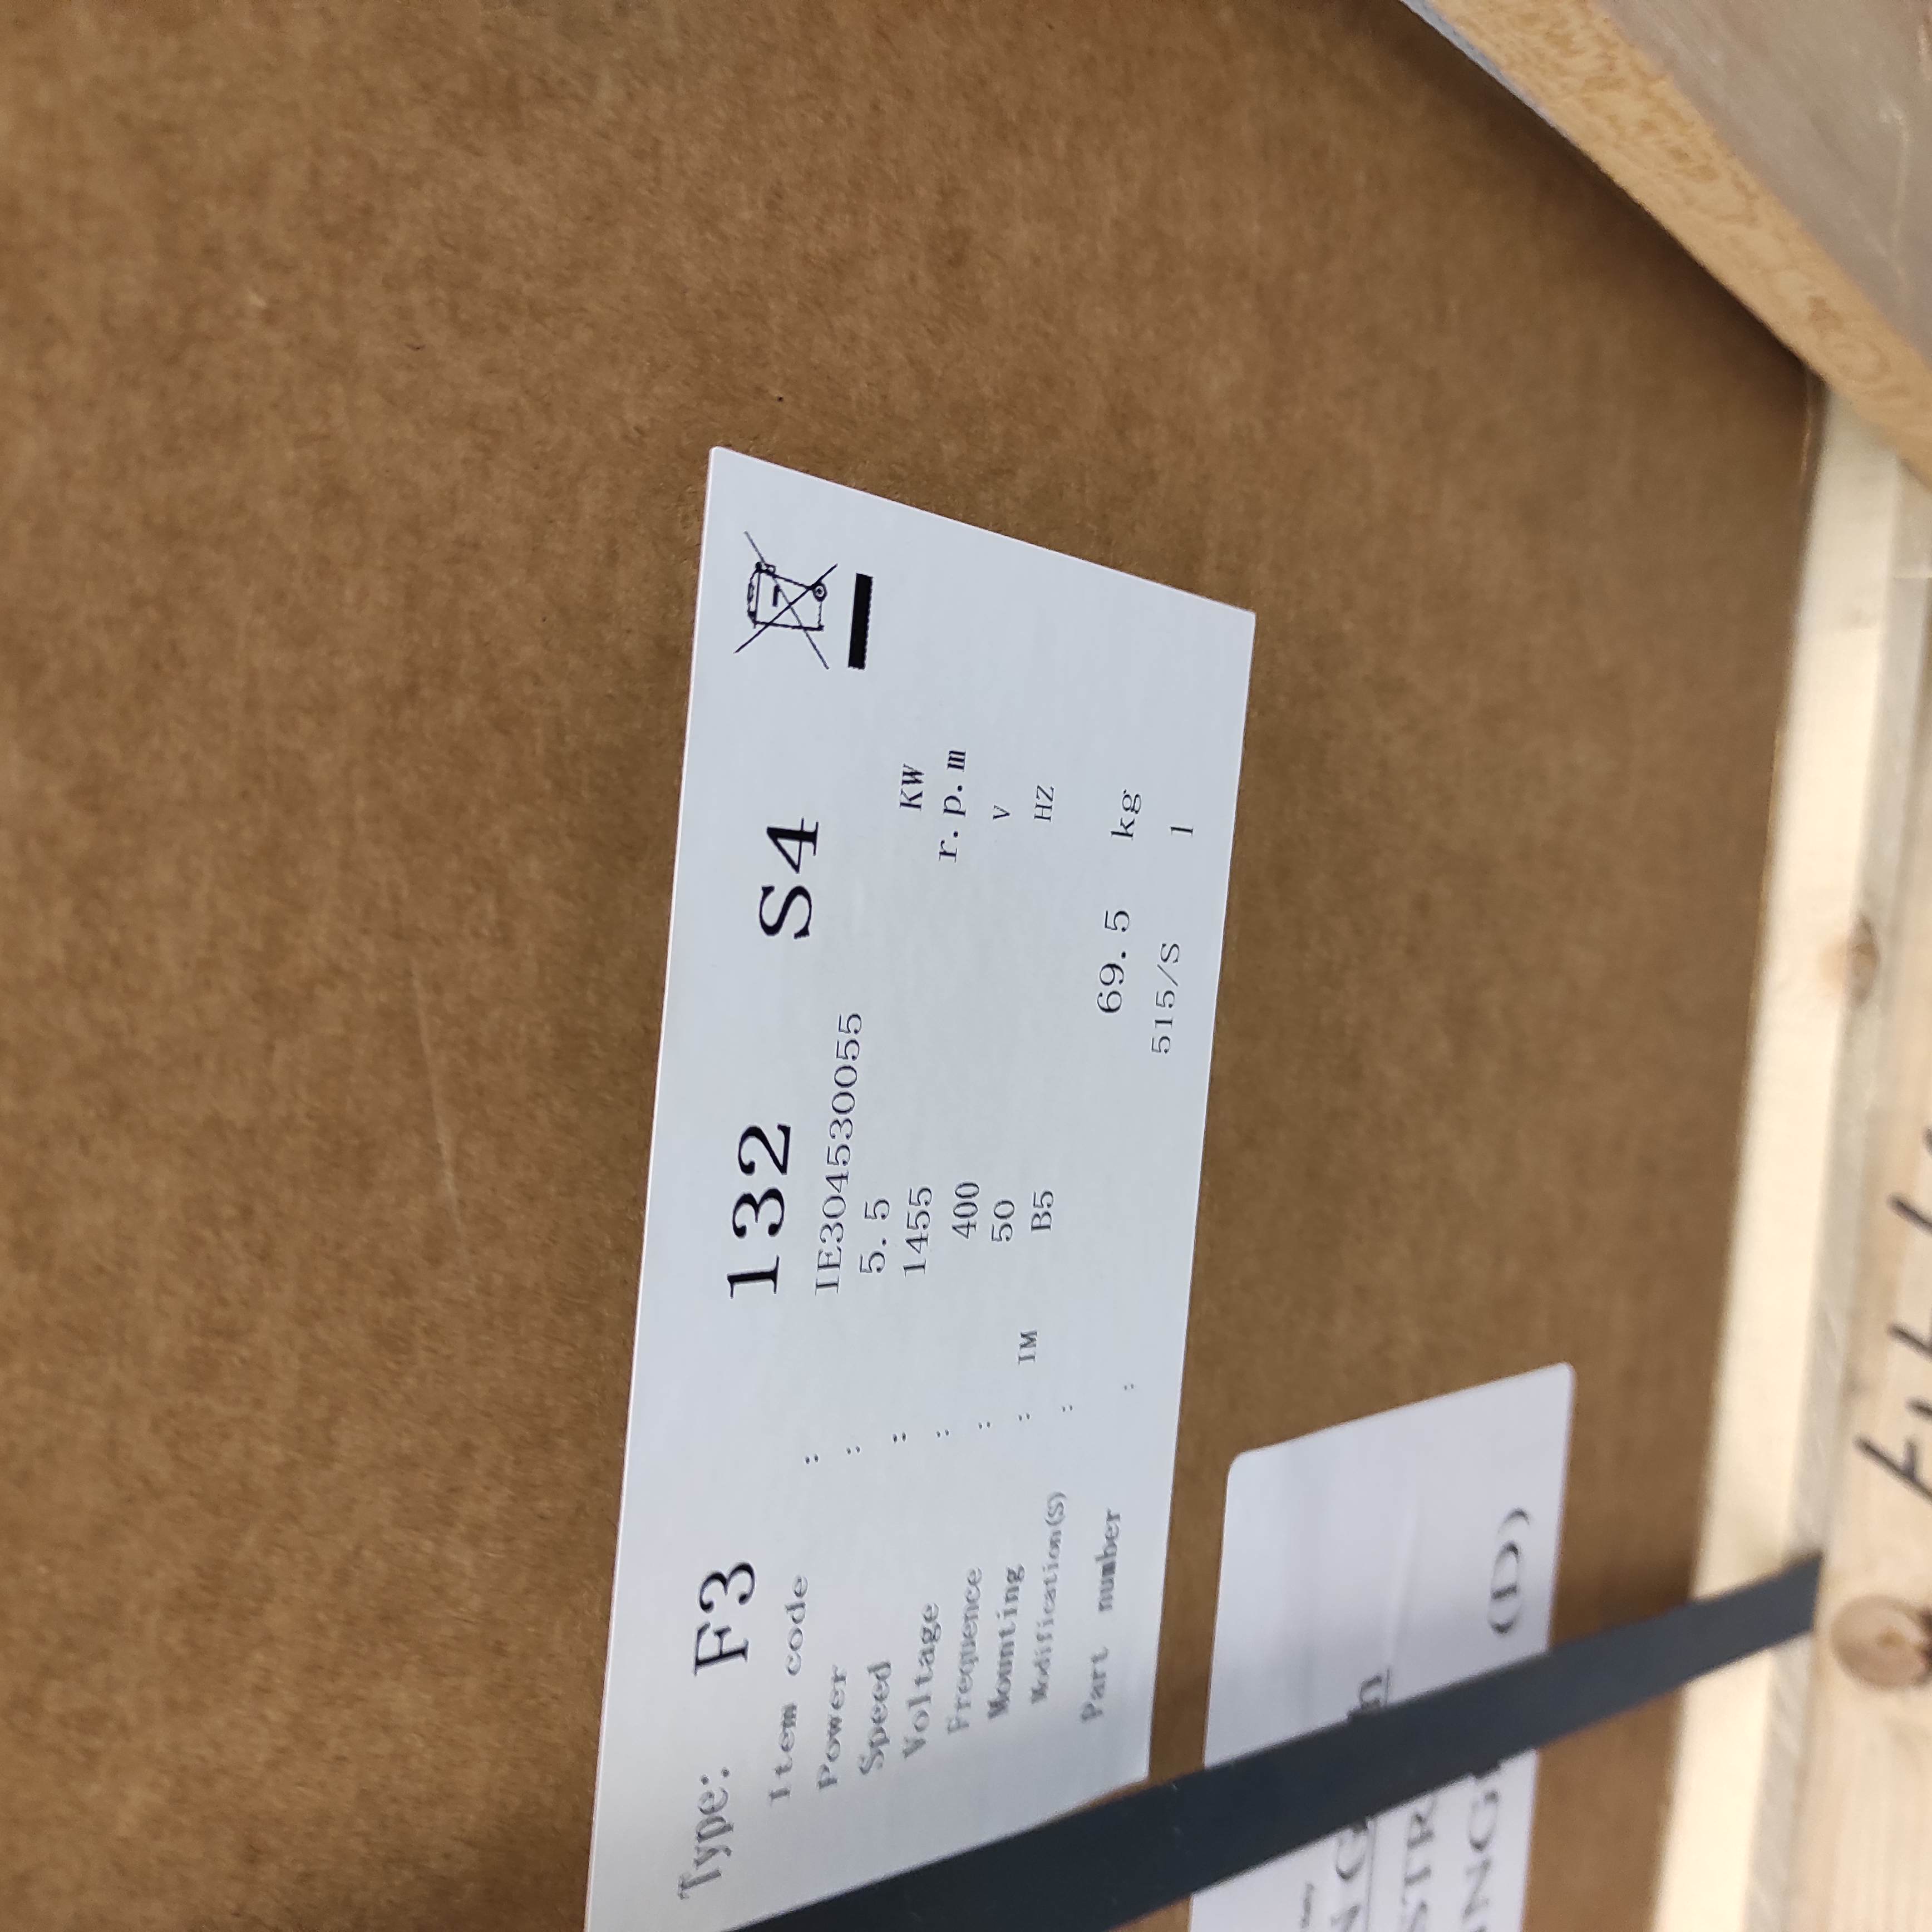 Type: F3 132 S4
Item code : IE304530055
Power : 5.5 KW
Speed : 1455 r.p.m
Voltage : 400 V
Frequence : 50 HZ
Mounting : IM B5
Modification(S) :
69.5 kg
Part number : 515/S 1
(D)